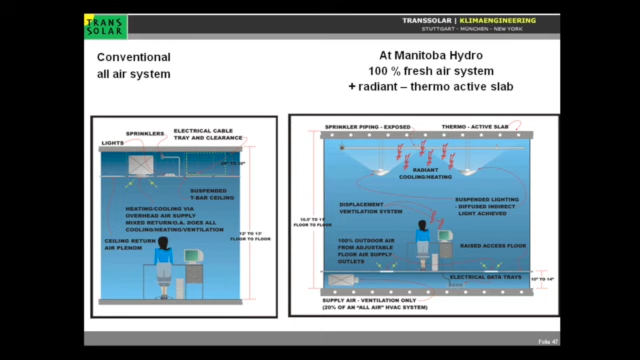 TRANS
SOLAR
TRANSSOLAR | KLIMAENGINEERING
STUTTGART - MÜNCHEN - NEW YORK
Conventional
all air system
At Manitoba Hydro
100 % fresh air system
+ radiant – thermo active slab
SPRINKLERS
ELECTRICAL CABLE
TRAY AND CLEARANCE
LIGHTS
SUSPENDED
T-BAR CEILING
HEATING/COOLING VIA
OVERHEAD AIR SUPPLY
MIXED RETURN/O.A. DOES ALL
COOLING/HEATING/VENTILATION
CEILING RETURN
AIR PLENUM
12' TO 13'
FLOOR TO FLOOR
SPRINKLER PIPING - EXPOSED
THERMO - ACTIVE SLAB
RADIANT
COOLING/HEATING
DISPLACEMENT
VENTILATION SYSTEM
SUSPENDED LIGHTING -
DIFFUSED INDIRECT
LIGHT ACHIEVED
FLOOR TO FLOOR
100% OUTDOOR AIR
FROM ADJUSTABLE
FLOOR AIR SUPPLY
OUTLETS
RAISED ACCESS FLOOR
ELECTRICAL DATA TRAYS
12" TO 14"
SUPPLY AIR - VENTILATION ONLY
(20% OF AN "ALL AIR" HVAC SYSTEM)
Folie 47